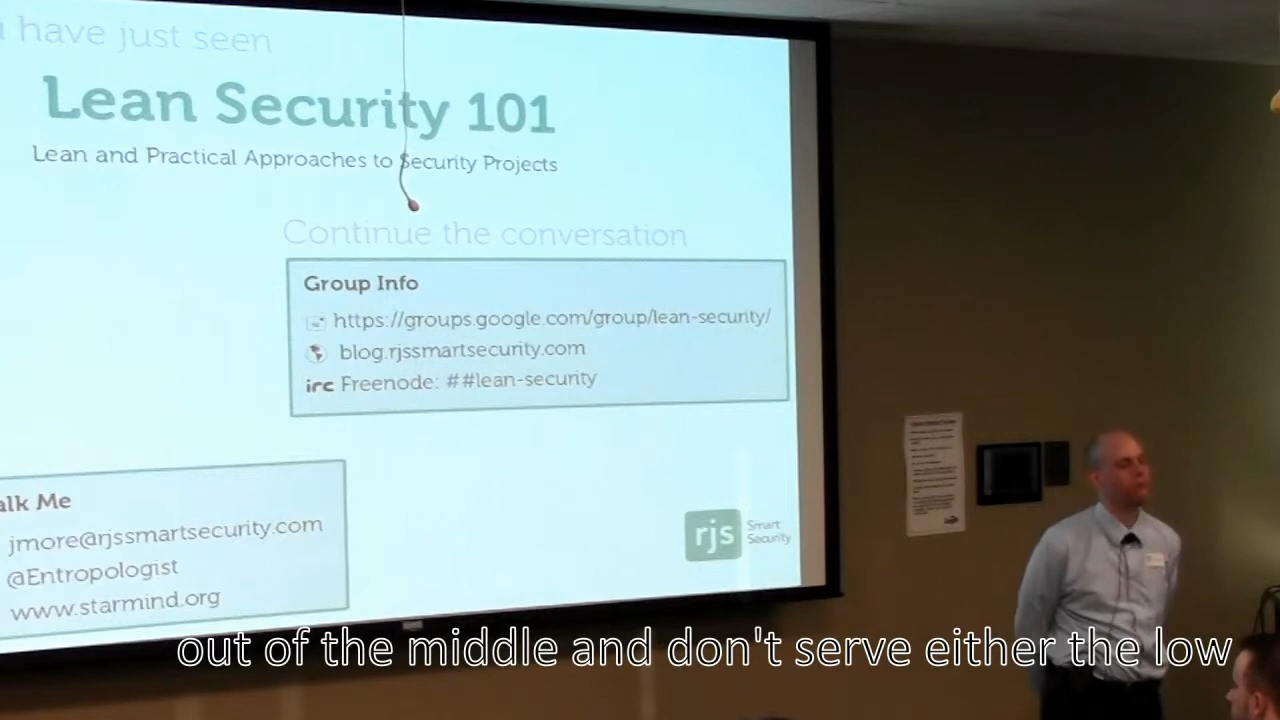 have just seen
Lean Security 101
Lean and Practical Approaches to Security Projects
Continue the conversation
Group Info
https://groups.google.com/group/lean-security/
blog.rjssmartsecurity.com
irc Freenode: ##lean-security
alk Me
jmore@rjssmartsecurity.com
@Entropologist
www.starmind.org
rjs Smart
Security
out of the middle and don't serve either the low